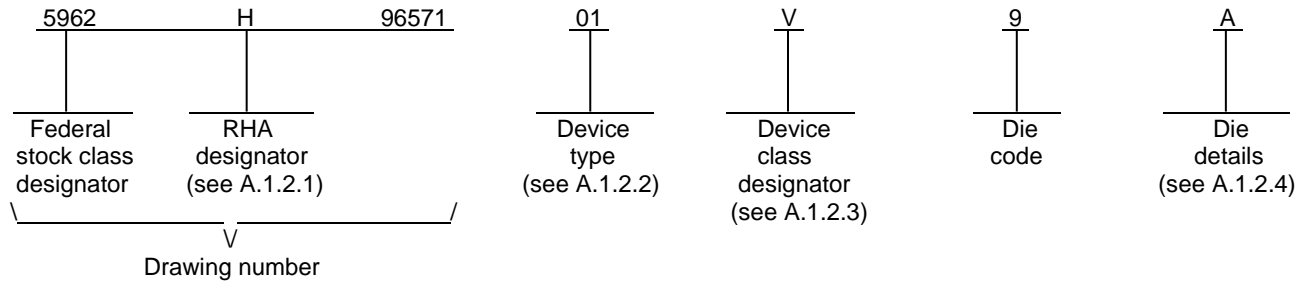 5962 H 96571 01 V 9 A
Federal stock class designator
RHA designator (see A.1.2.1)
Device type (see A.1.2.2)
Device class designator (see A.1.2.3)
Die code
Die details (see A.1.2.4)
Drawing number